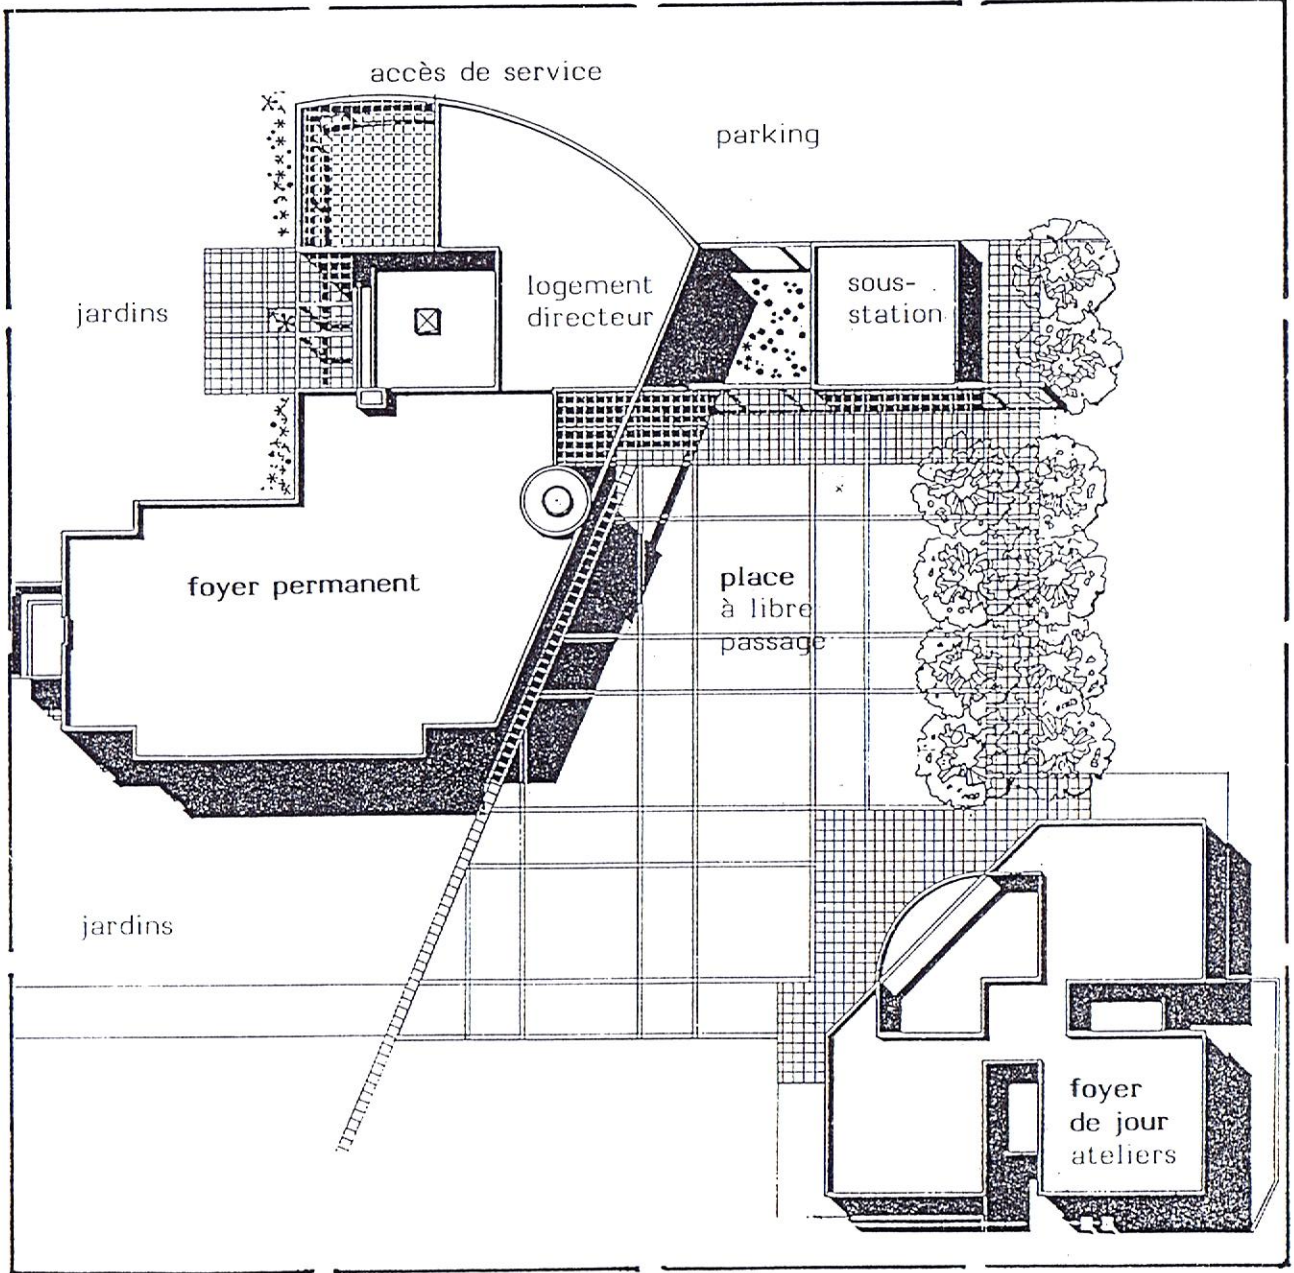 accès de service
parking
jardins
logement
directeur
sous-
station
foyer permanent
place
à libre
passage
jardins
foyer
de jour
ateliers